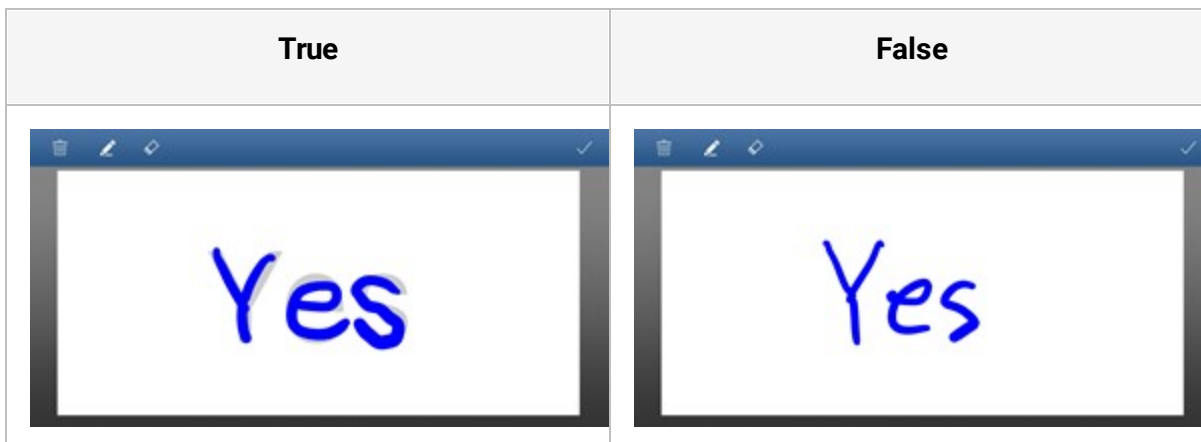 True
False
Yes
Yes